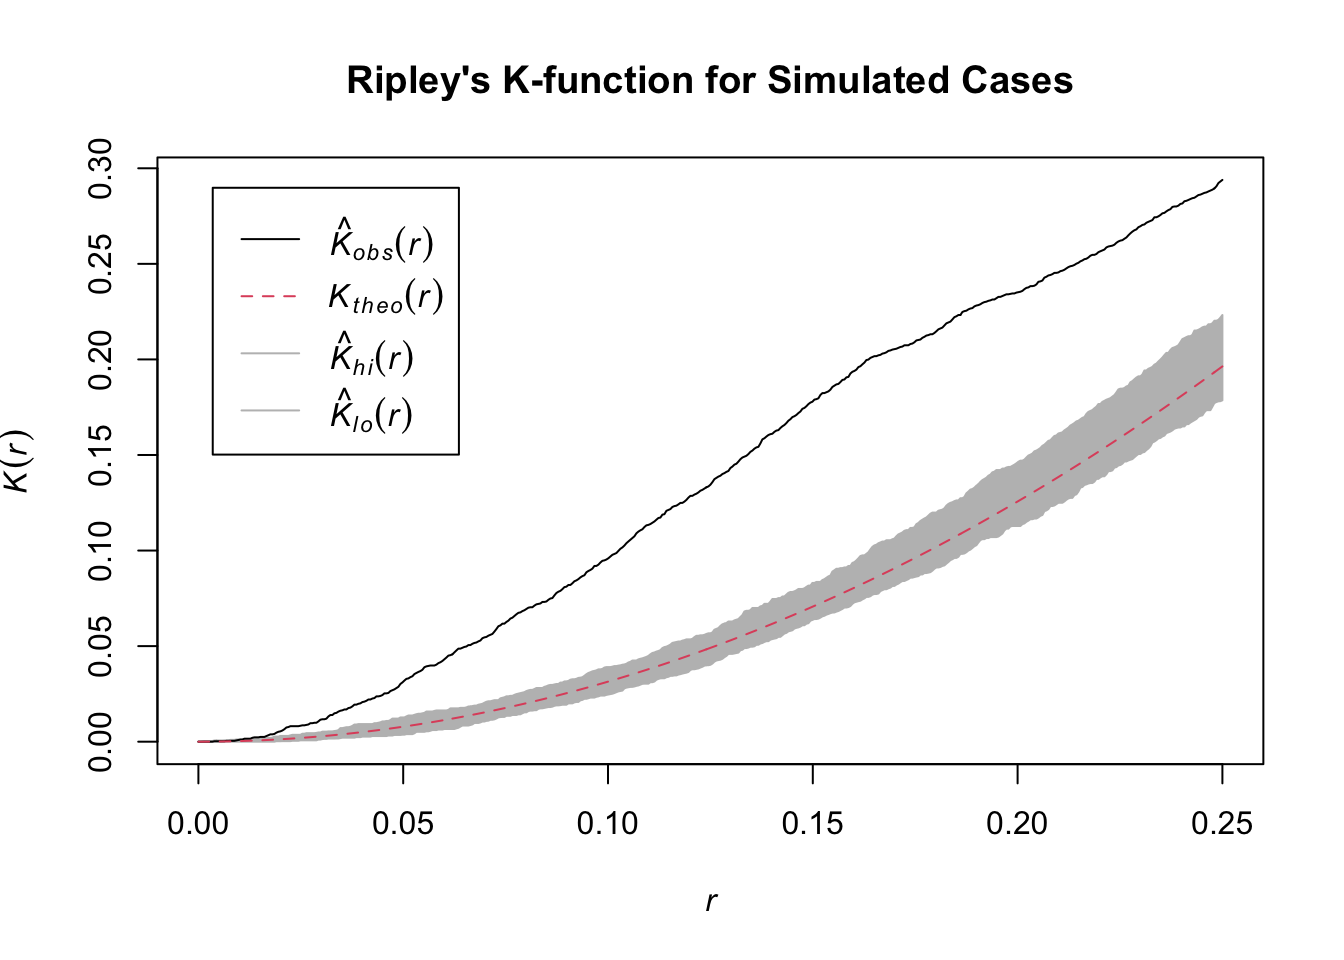 Ripley's K-function for Simulated Cases
K(r)
0.30
0.25
0.20
0.15
0.10
0.05
0.00
K̂obs(r)
Ktheo(r)
K̂hi(r)
K̂lo(r)
0.00 0.05 0.10 0.15 0.20 0.25
r